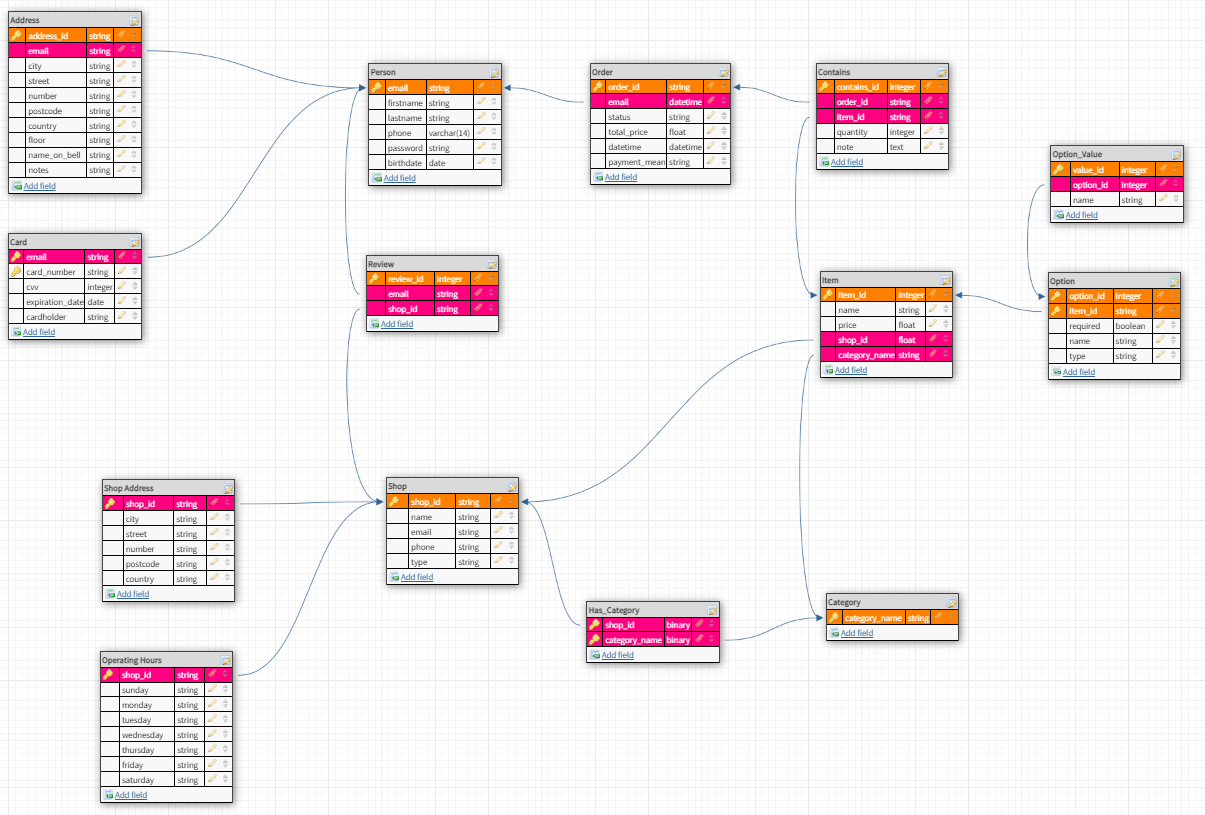 Address
address_id string
email string
city string
street string
number string
postcode string
country string
floor string
name_on_bell string
notes string
Add field
Person
email string
firstname string
lastname string
phone varchar(14)
password string
birthdate date
Add field
Order
order_id string
email datetime
status string
total_price float
datetime datetime
payment_mean string
Add field
Contains
contains_id integer
order_id string
item_id string
quantity integer
note text
Add field
Option_Value
value_id integer
option_id integer
name string
Add field
Card
email string
card_number string
cvv integer
expiration_date date
cardholder string
Add field
Review
review_id integer
email string
shop_id string
Add field
Item
item_id integer
name string
price float
shop_id float
category_name string
Add field
Option
option_id integer
item_id string
required boolean
name string
type string
Add field
Shop Address
shop_id string
city string
street string
number string
postcode string
country string
Add field
Shop
shop_id string
name string
email string
phone string
type string
Add field
Has_Category
shop_id binary
category_name binary
Add field
Category
category_name string
Add field
Operating Hours
shop_id string
sunday string
monday string
tuesday string
wednesday string
thursday string
friday string
saturday string
Add field